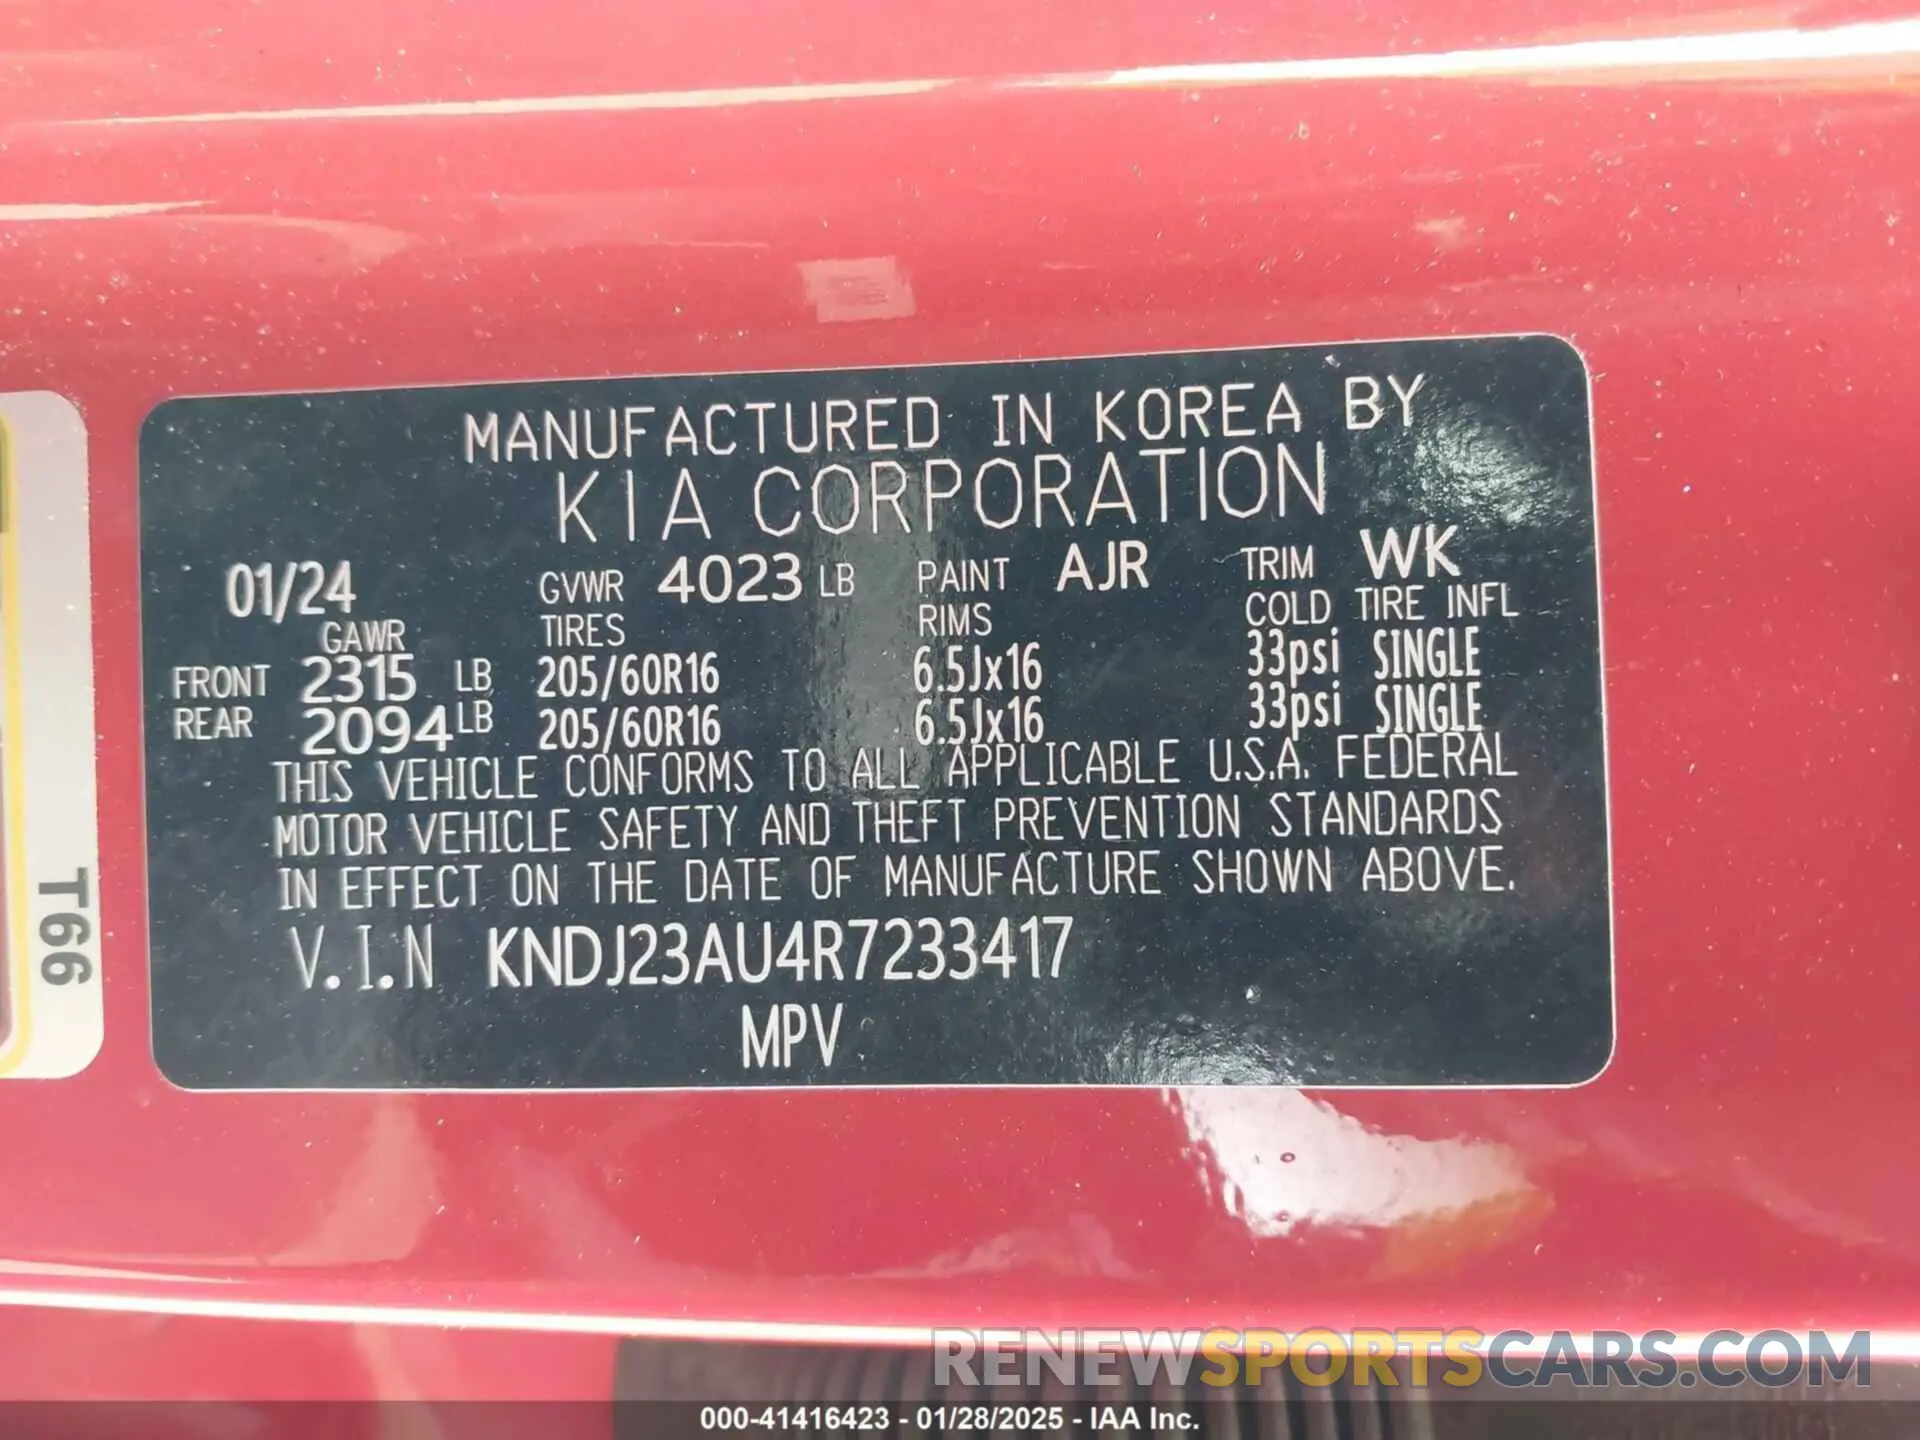 MANUFACTURED IN KOREA BY
KIA CORPORATION
01/24 GVWR 4023 LB PAINT AJR TRIM WK
GAWR TIRES RIMS COLD TIRE INFL
FRONT 2315 LB 205/60R16 6.5Jx16 33psi SINGLE
REAR 2094 LB 205/60R16 6.5Jx16 33psi SINGLE
THIS VEHICLE CONFORMS TO ALL APPLICABLE U.S.A. FEDERAL
MOTOR VEHICLE SAFETY AND THEFT PREVENTION STANDARDS
IN EFFECT ON THE DATE OF MANUFACTURE SHOWN ABOVE.
V.I.N KNDJ23AU4R7233417
MPV
T66
RENEWSPORTSCARS.COM
000-41416423 - 01/28/2025 - IAA Inc.